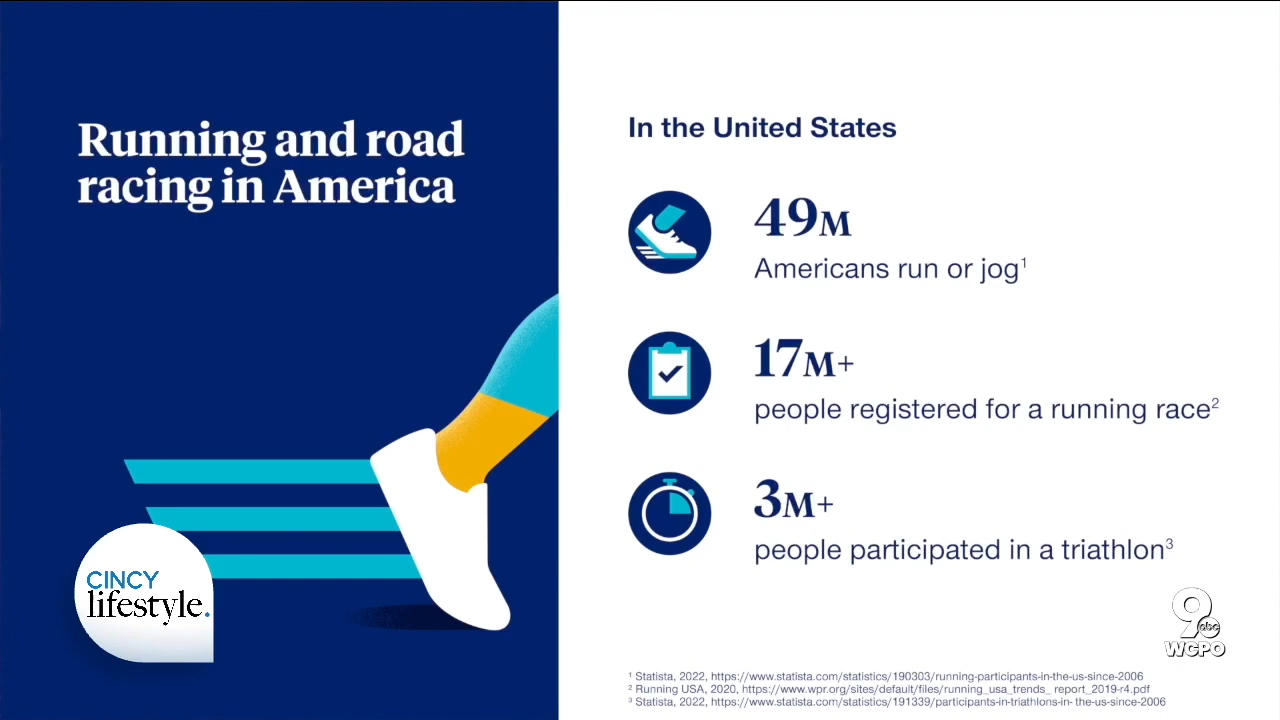 Running and road
racing in America
In the United States
49M
Americans run or jog¹
17M+
people registered for a running race²
3M+
people participated in a triathlon³
CINCY
lifestyle.
9
abc
WCPO
¹ Statista, 2022, https://www.statista.com/statistics/190303/running-participants-in-the-us-since-2006
² Running USA, 2020, https://www.wpr.org/sites/default/files/running_usa_trends_ report_2019-r4.pdf
³ Statista, 2022, https://www.statista.com/statistics/191339/participants-in-triathlons-in- the-us-since-2006